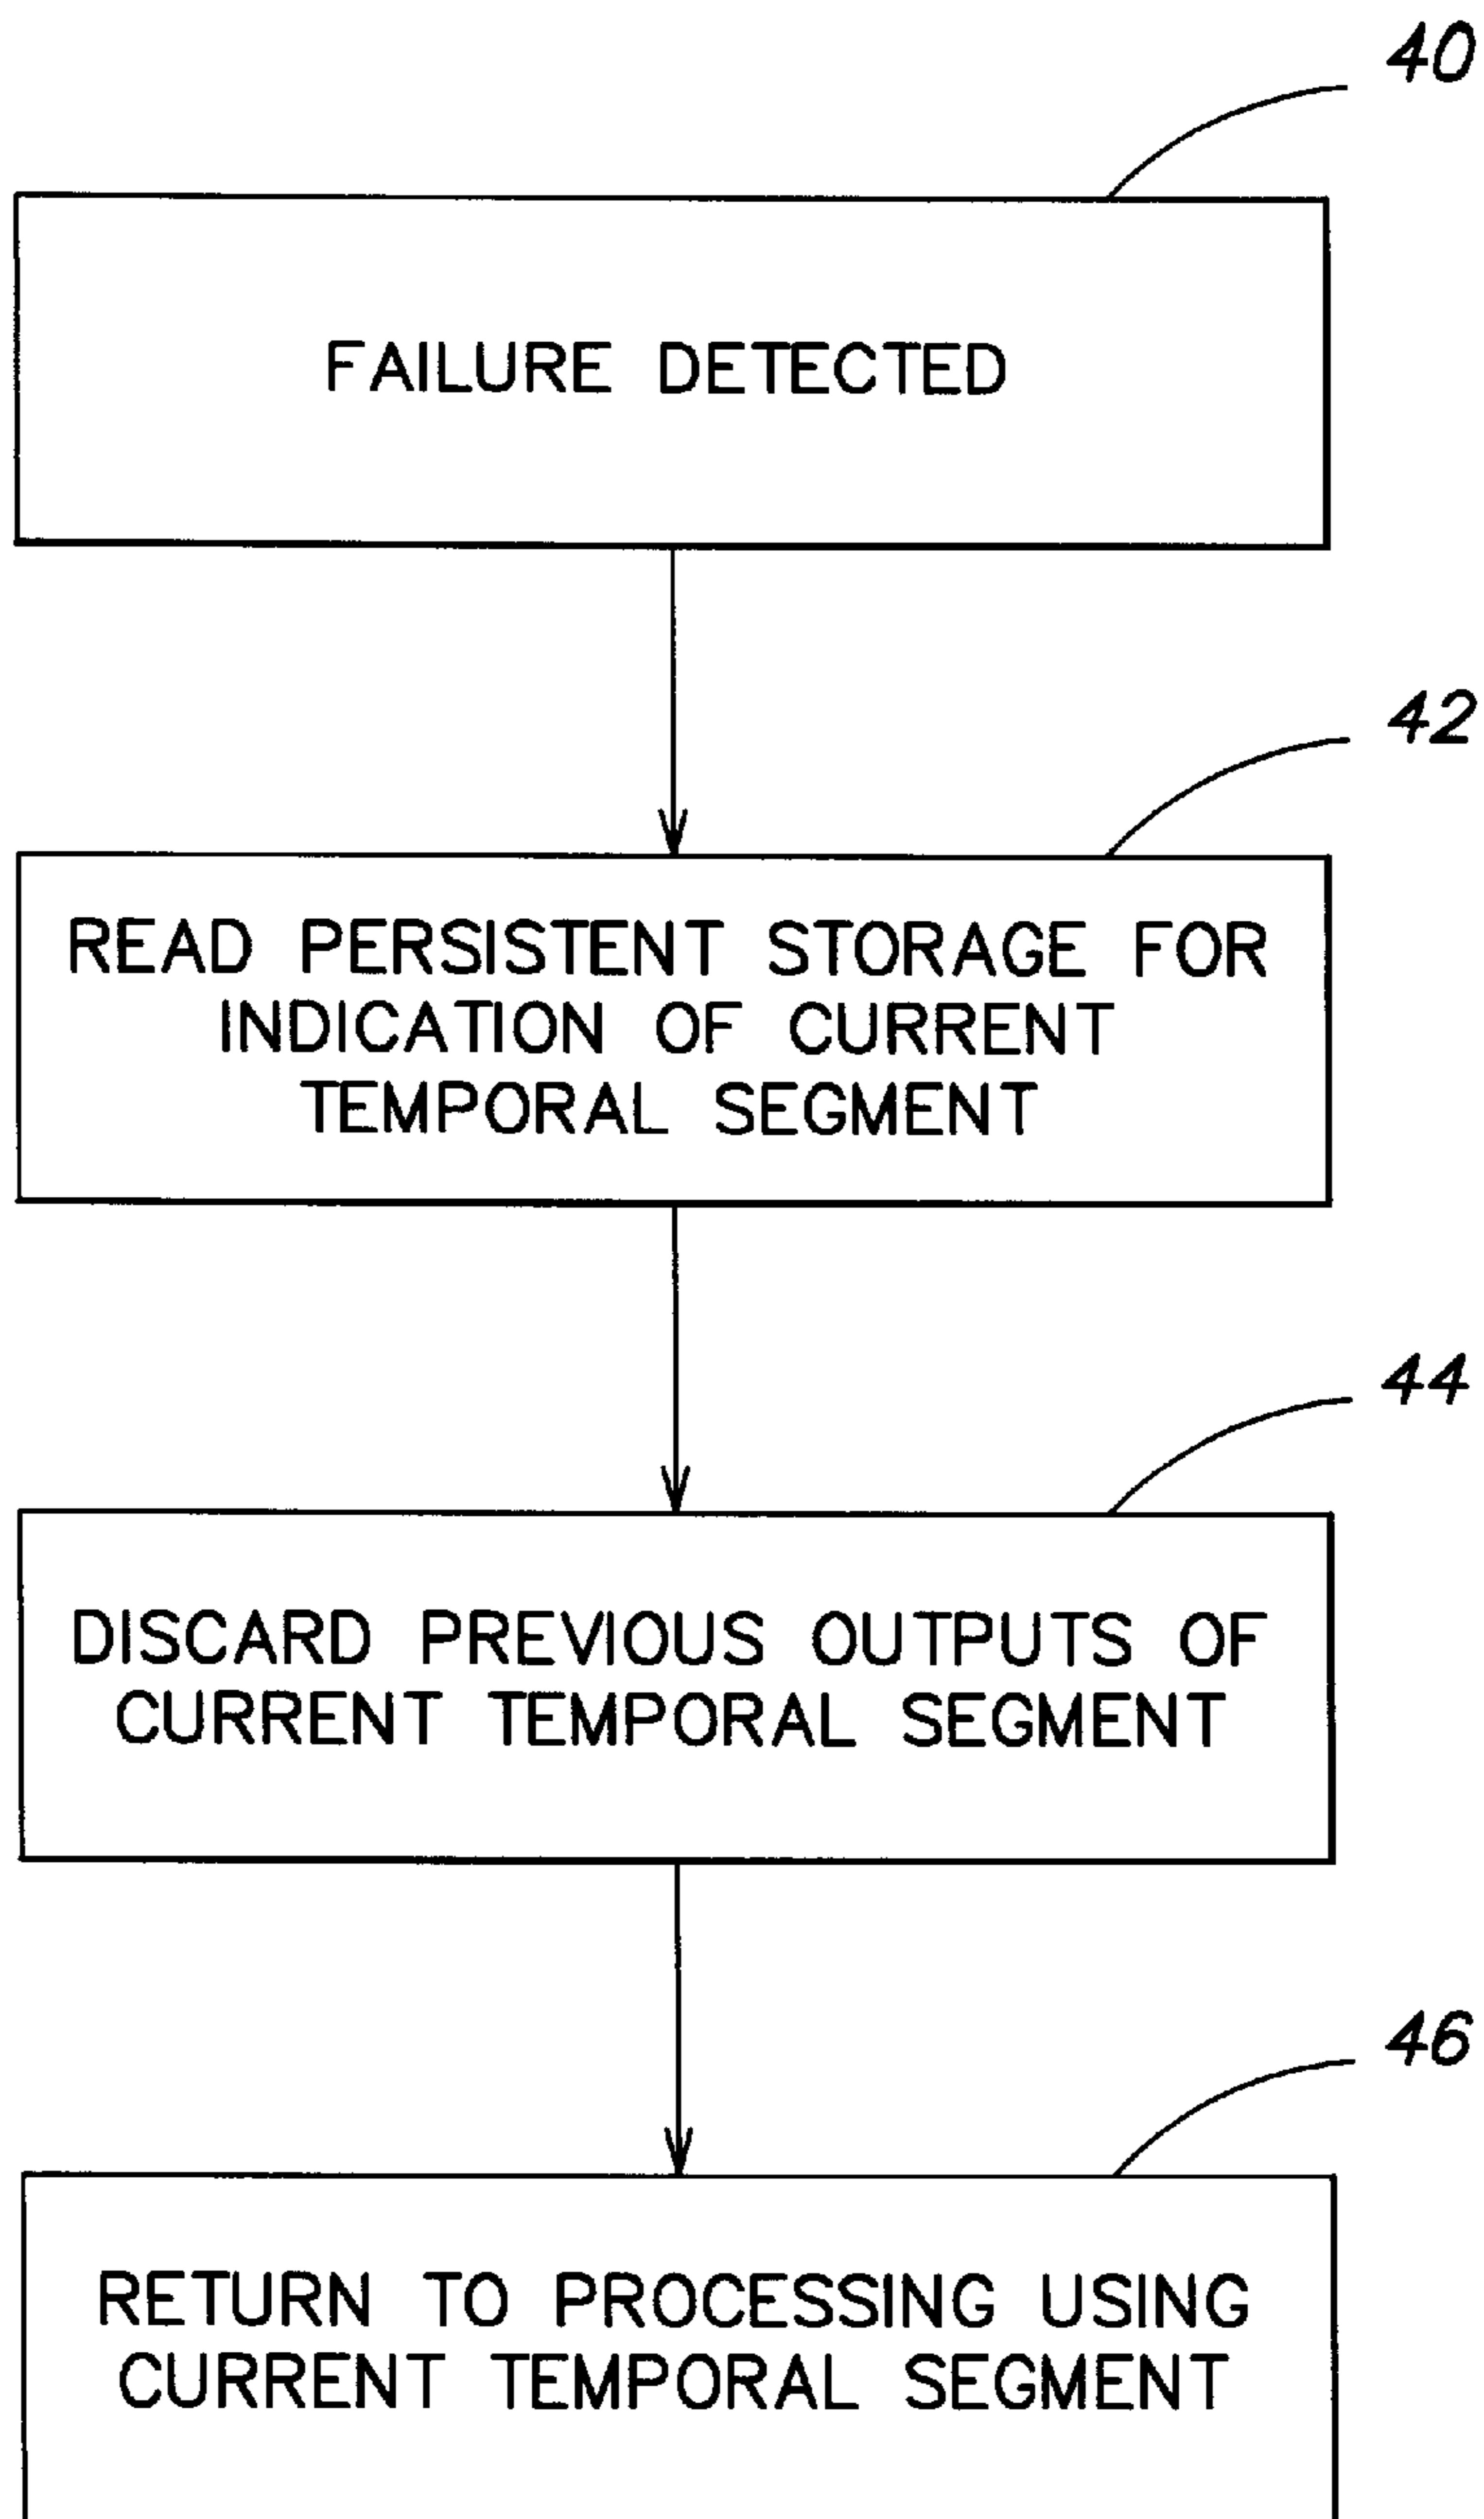 40
FAILURE DETECTED
42
READ PERSISTENT STORAGE FOR
INDICATION OF CURRENT
TEMPORAL SEGMENT
44
DISCARD PREVIOUS OUTPUTS OF
CURRENT TEMPORAL SEGMENT
46
RETURN TO PROCESSING USING
CURRENT TEMPORAL SEGMENT